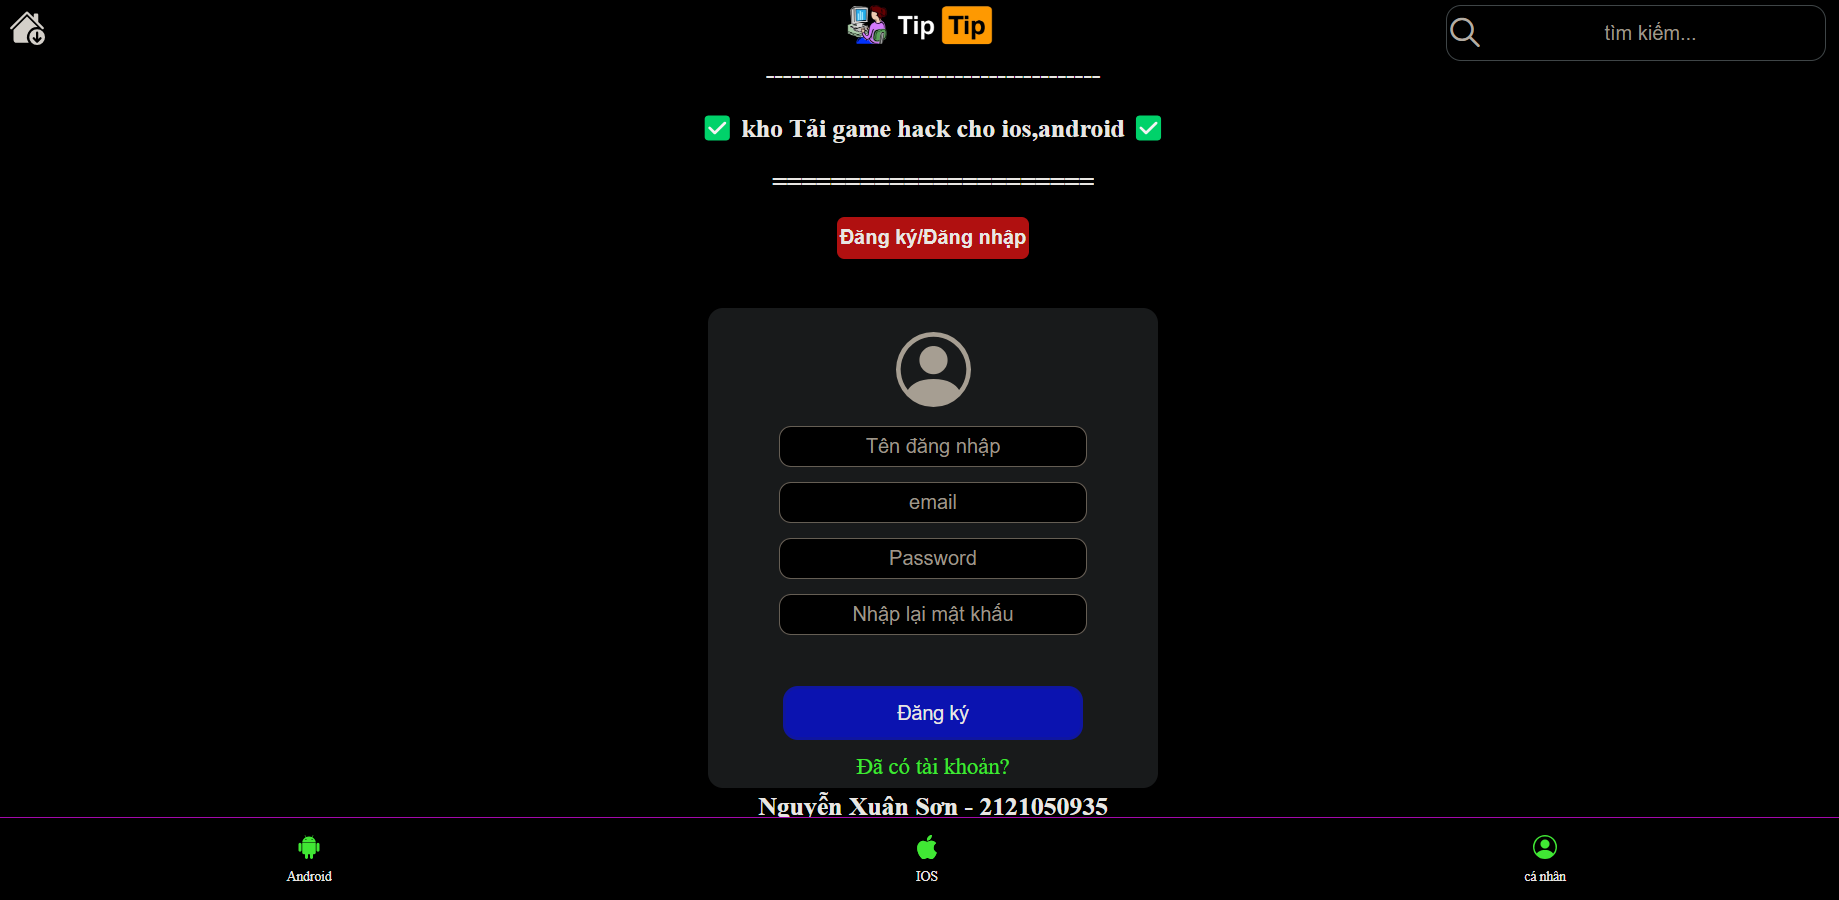 Tip Tip
tìm kiếm...
---------------------------------------
✅ kho Tải game hack cho ios,android ✅
======================
Đăng ký/Đăng nhập
Tên đăng nhập
email
Password
Nhập lại mật khẩu
Đăng ký
Đã có tài khoản?
Nguyễn Xuân Sơn - 2121050935
Android
IOS
cá nhân